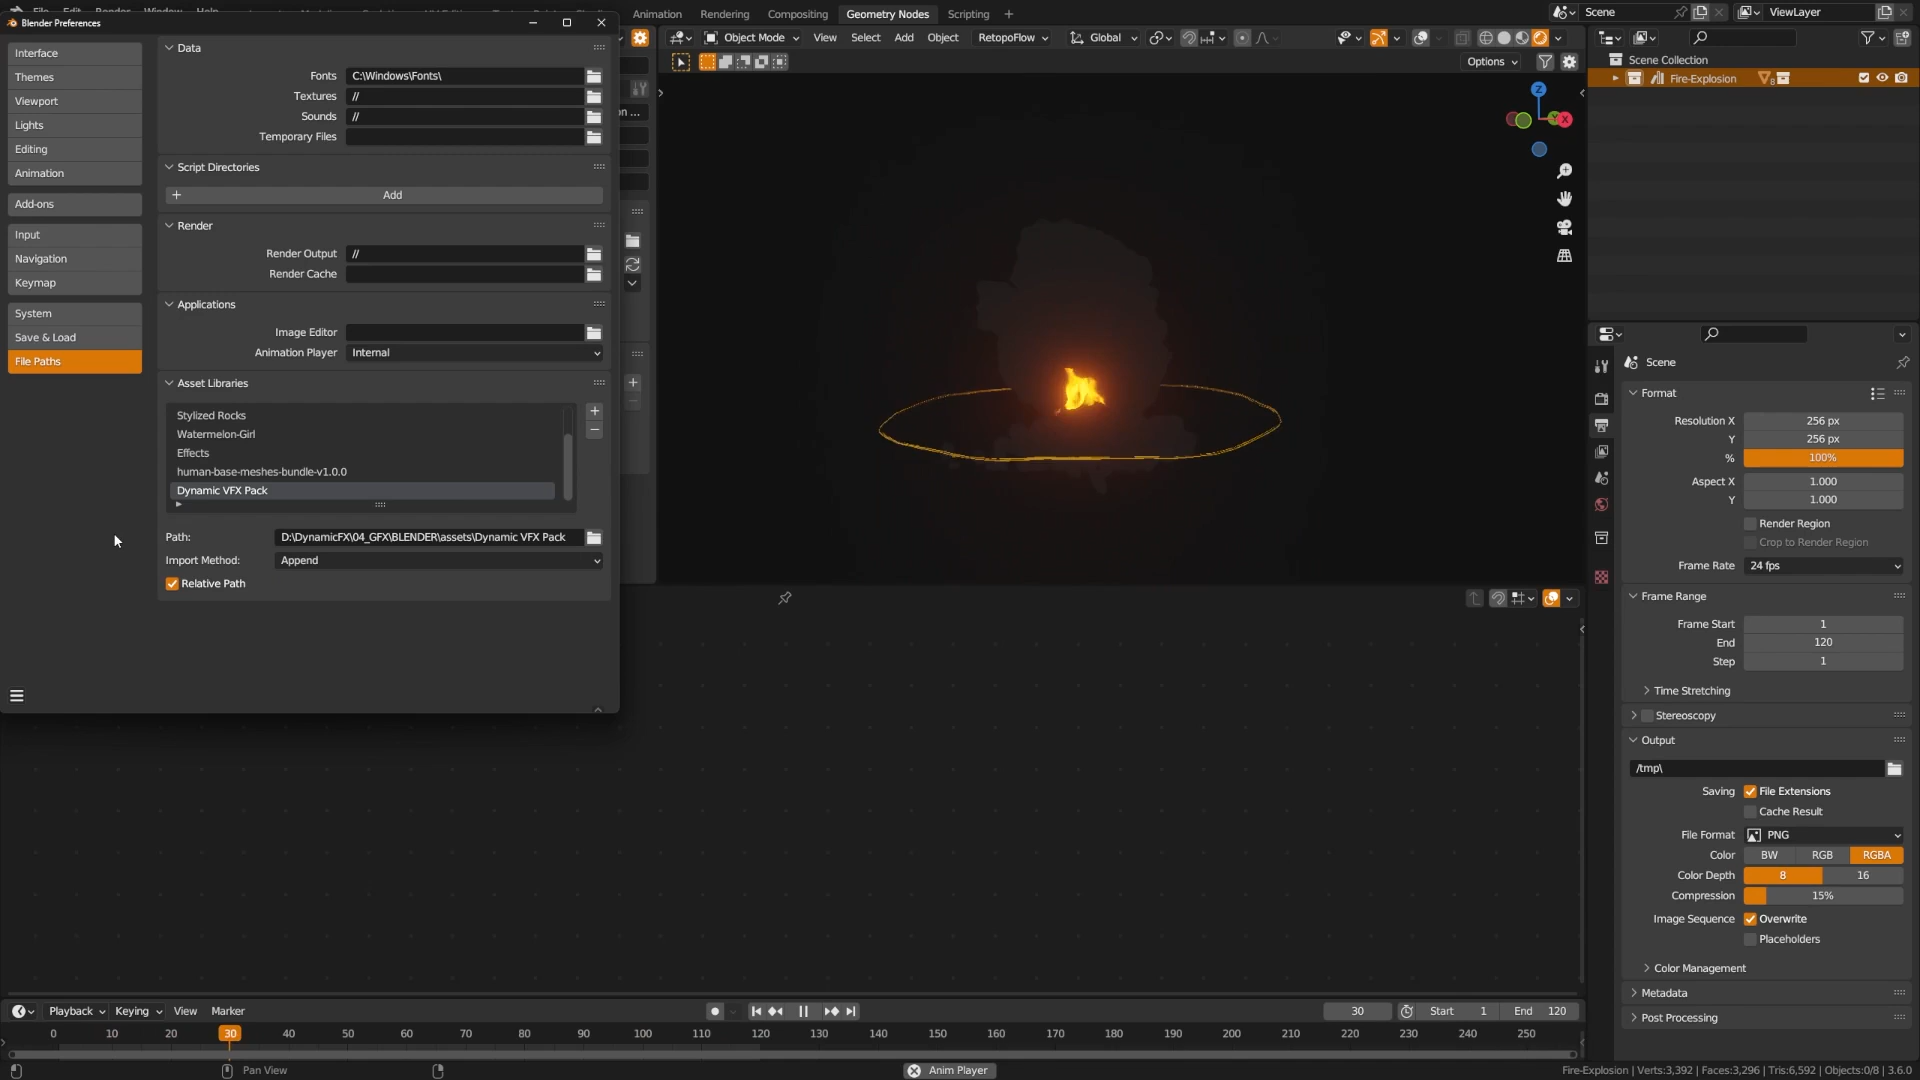 Blender Preferences
Interface
Themes
Viewport
Lights
Editing
Animation
Add-ons
Input
Navigation
Keymap
System
Save & Load
File Paths
Data
Fonts C:\Windows\Fonts\
Textures //
Sounds //
Temporary Files
Script Directories
+ Add
Render
Render Output //
Render Cache
Applications
Image Editor
Animation Player Internal
Asset Libraries
Stylized Rocks
Watermelon-Girl
Effects
human-base-meshes-bundle-v1.0.0
Dynamic VFX Pack
Path: D:\DynamicFX\04_GFX\BLENDER\assets\Dynamic VFX Pack
Import Method: Append
Relative Path
Animation Rendering Compositing Geometry Nodes Scripting +
Object Mode View Select Add Object RetopoFlow Global
Options
on ...
Z
X
Scene ViewLayer
Scene Collection
Fire-Explosion 8
Scene
Format
Resolution X 256 px
Y 256 px
% 100%
Aspect X 1.000
Y 1.000
Render Region
Crop to Render Region
Frame Rate 24 fps
Frame Range
Frame Start 1
End 120
Step 1
Time Stretching
Stereoscopy
Output
/tmp\
Saving File Extensions
Cache Result
File Format PNG
Color BW RGB RGBA
Color Depth 8 16
Compression 15%
Image Sequence Overwrite
Placeholders
Color Management
Metadata
Post Processing
Playback Keying View Marker
30 Start 1 End 120
0 10 20 30 40 50 60 70 80 90 100 110 120 130 140 150 160 170 180 190 200 210 220 230 240 250
Pan View
Anim Player
Fire-Explosion | Verts:3,392 | Faces:3,296 | Tris:6,592 | Objects:0/8 | 3.6.0